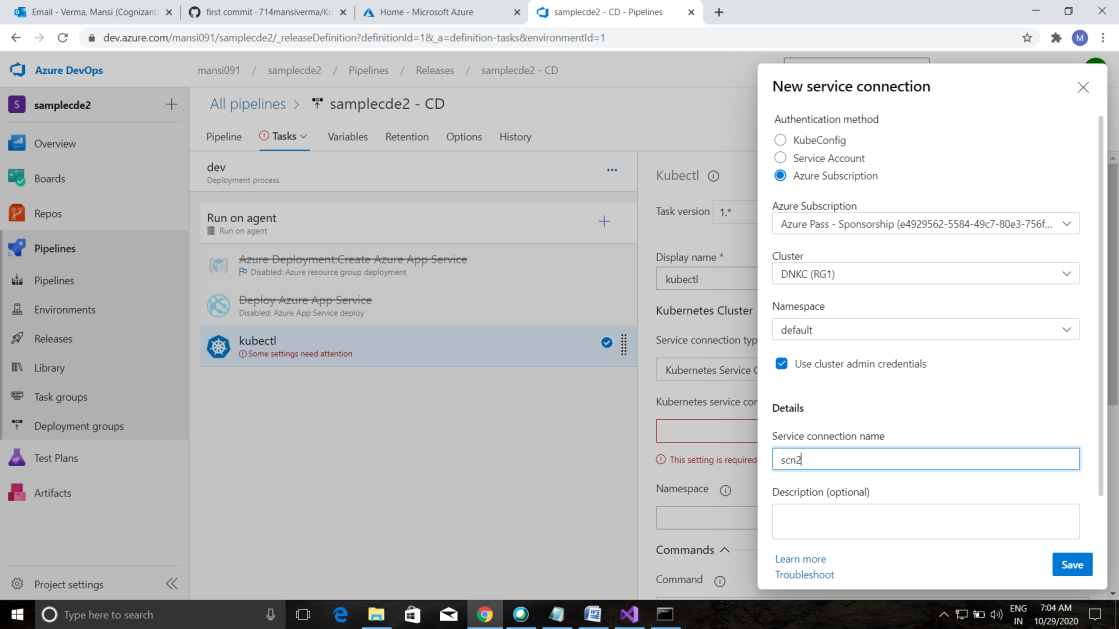 Email - Verma, Mansi (Cognizant)
first commit · 714mansiverma/Ku
Home - Microsoft Azure
samplecde2 - CD - Pipelines
dev.azure.com/mansi091/samplecde2/_releaseDefinition?definitionId=1&_a=definition-tasks&environmentId=1
M
Azure DevOps
mansi091 / samplecde2 / Pipelines / Releases / samplecde2 - CD
S samplecde2
Overview
Boards
Repos
Pipelines
Pipelines
Environments
Releases
Library
Task groups
Deployment groups
Test Plans
Artifacts
Project settings
All pipelines > samplecde2 - CD
Pipeline Tasks Variables Retention Options History
dev
Deployment process
Run on agent
Run on agent
Azure Deployment:Create Azure App Service
Disabled: Azure resource group deployment
Deploy Azure App Service
Disabled: Azure App Service deploy
kubectl
Some settings need attention
Kubectl
Task version 1.*
Display name *
kubectl
Kubernetes Cluster
Service connection typ
Kubernetes Service C
Kubernetes service con
This setting is required
Namespace
Commands
Command
New service connection
Authentication method
KubeConfig
Service Account
Azure Subscription
Azure Subscription
Azure Pass - Sponsorship (e4929562-5584-49c7-80e3-756f...
Cluster
DNKC (RG1)
Namespace
default
Use cluster admin credentials
Details
Service connection name
scn2
Description (optional)
Learn more
Troubleshoot
Save
Type here to search
ENG
IN
7:04 AM
10/29/2020